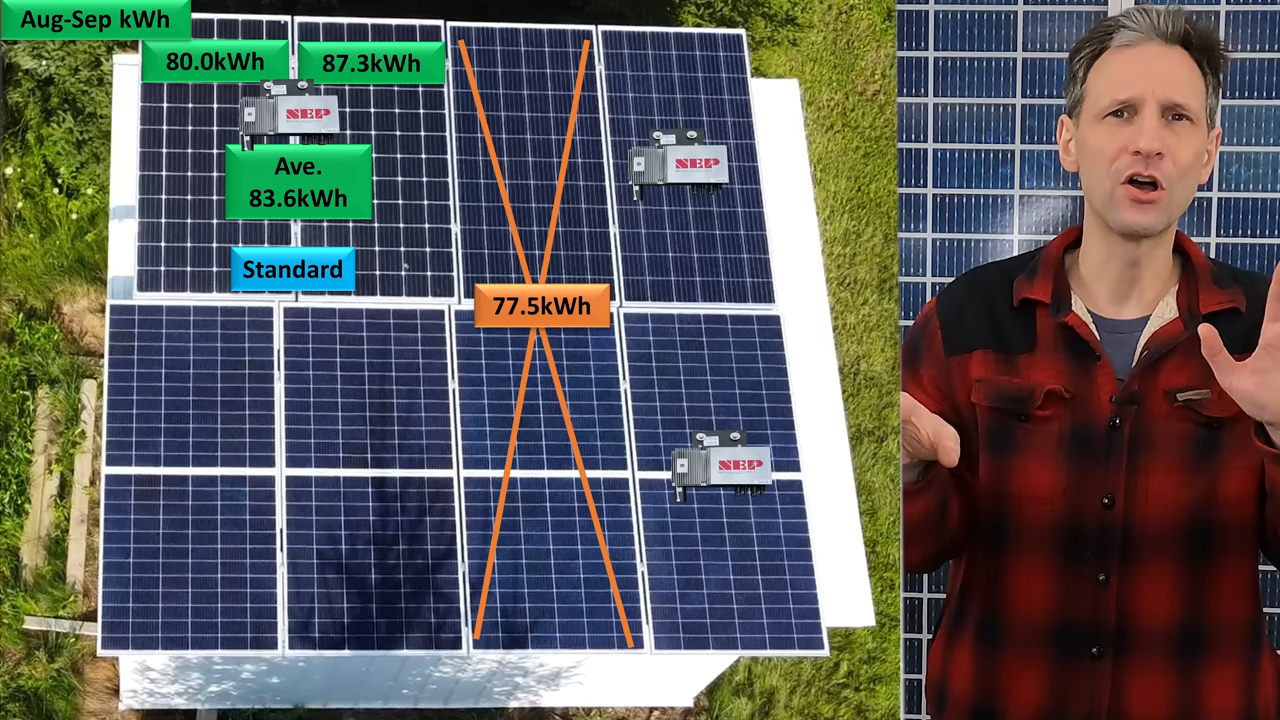 Aug-Sep kWh
80.0kWh
87.3kWh
NEP
Ave.
83.6kWh
Standard
NEP
77.5kWh
NEP